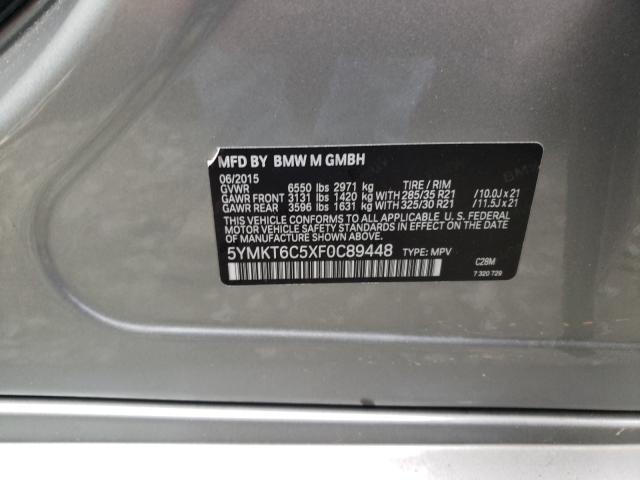 MFD BY BMW M GMBH
06/2015
GVWR 6550 lbs 2971 kg TIRE / RIM
GAWR FRONT 3131 lbs 1420 kg WITH 285/35 R21 /10.0J x 21
GAWR REAR 3596 lbs 1631 kg WITH 325/30 R21 /11.5J x 21
THIS VEHICLE CONFORMS TO ALL APPLICABLE U. S. FEDERAL
MOTOR VEHICLE SAFETY STANDARDS IN EFFECT ON THE DATE
OF MANUFACTURE SHOWN ABOVE.
5YMKT6C5XF0C89448 TYPE: MPV
C28M
7 320 729